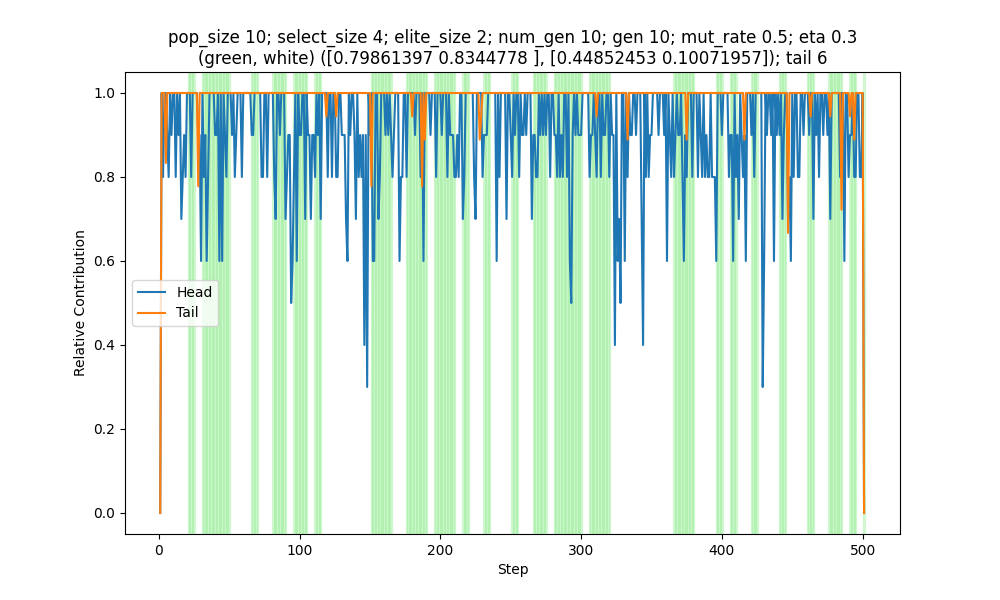 pop_size 10; select_size 4; elite_size 2; num_gen 10; gen 10; mut_rate 0.5; eta 0.3
(green, white) ([0.79861397 0.8344778 ], [0.44852453 0.10071957]); tail 6
1.0
0.8
0.6
0.4
0.2
0.0
Relative Contribution
Head
Tail
0
100
200
300
400
500
Step